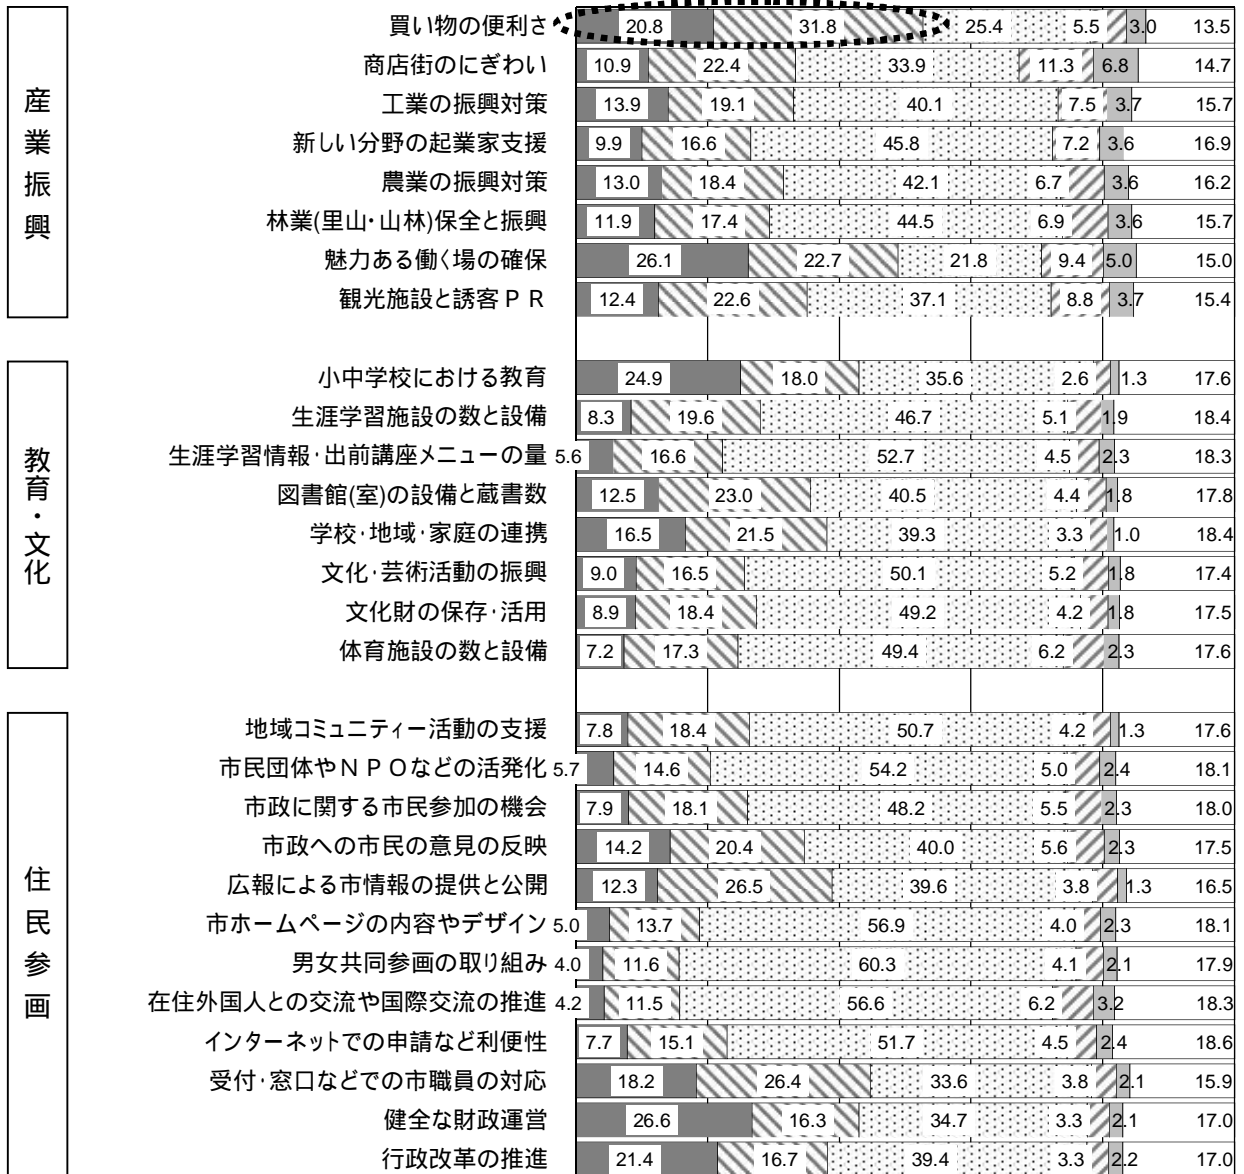 産業振興
買い物の便利さ 20.8 31.8 25.4 5.5 3.0 13.5
商店街のにぎわい 10.9 22.4 33.9 11.3 6.8 14.7
工業の振興対策 13.9 19.1 40.1 7.5 3.7 15.7
新しい分野の起業家支援 9.9 16.6 45.8 7.2 3.6 16.9
農業の振興対策 13.0 18.4 42.1 6.7 3.6 16.2
林業(里山・山林)保全と振興 11.9 17.4 44.5 6.9 3.6 15.7
魅力ある働く場の確保 26.1 22.7 21.8 9.4 5.0 15.0
観光施設と誘客PR 12.4 22.6 37.1 8.8 3.7 15.4
教育・文化
小中学校における教育 24.9 18.0 35.6 2.6 1.3 17.6
生涯学習施設の数と設備 8.3 19.6 46.7 5.1 1.9 18.4
生涯学習情報・出前講座メニューの量 5.6 16.6 52.7 4.5 2.3 18.3
図書館(室)の設備と蔵書数 12.5 23.0 40.5 4.4 1.8 17.8
学校・地域・家庭の連携 16.5 21.5 39.3 3.3 1.0 18.4
文化・芸術活動の振興 9.0 16.5 50.1 5.2 1.8 17.4
文化財の保存・活用 8.9 18.4 49.2 4.2 1.8 17.5
体育施設の数と設備 7.2 17.3 49.4 6.2 2.3 17.6
住民参画
地域コミュニティー活動の支援 7.8 18.4 50.7 4.2 1.3 17.6
市民団体やNPOなどの活発化 5.7 14.6 54.2 5.0 2.4 18.1
市政に関する市民参加の機会 7.9 18.1 48.2 5.5 2.3 18.0
市政への市民の意見の反映 14.2 20.4 40.0 5.6 2.3 17.5
広報による市情報の提供と公開 12.3 26.5 39.6 3.8 1.3 16.5
市ホームページの内容やデザイン 5.0 13.7 56.9 4.0 2.3 18.1
男女共同参画の取り組み 4.0 11.6 60.3 4.1 2.1 17.9
在住外国人との交流や国際交流の推進 4.2 11.5 56.6 6.2 3.2 18.3
インターネットでの申請など利便性 7.7 15.1 51.7 4.5 2.4 18.6
受付・窓口などでの市職員の対応 18.2 26.4 33.6 3.8 2.1 15.9
健全な財政運営 26.6 16.3 34.7 3.3 2.1 17.0
行政改革の推進 21.4 16.7 39.4 3.3 2.2 17.0